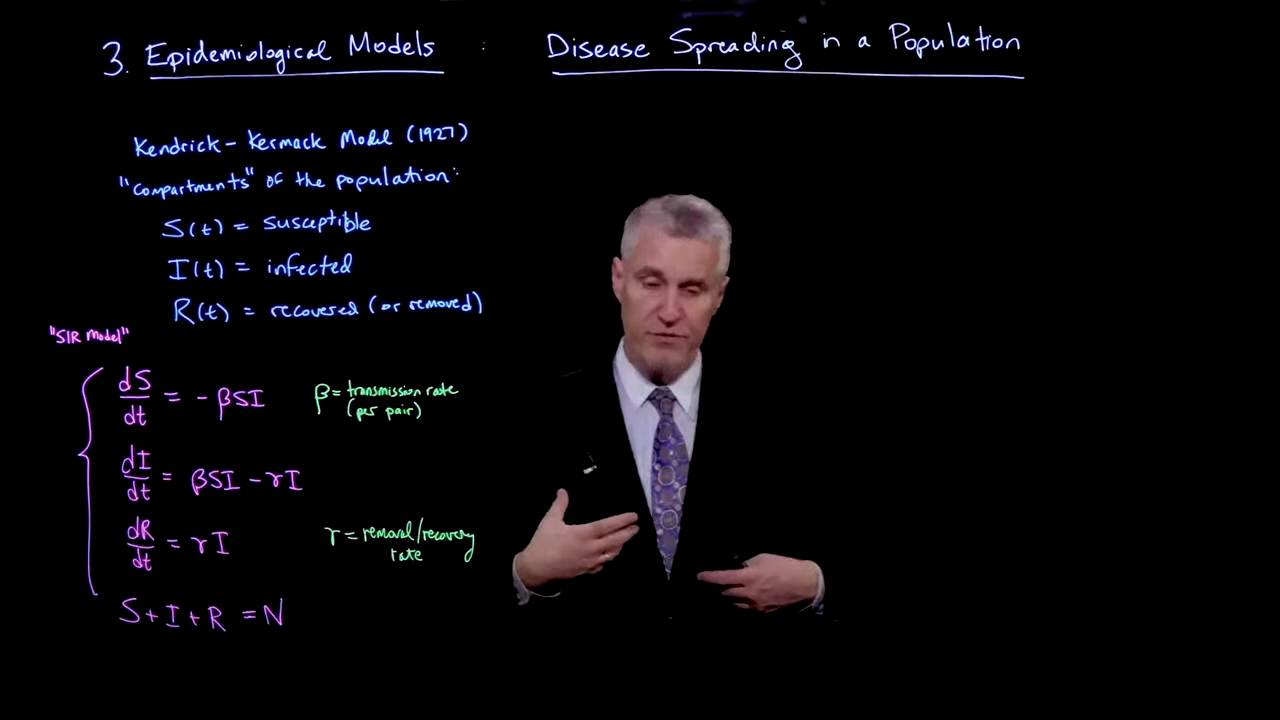 3. Epidemiological Models : Disease Spreading in a Population
Kendrick - Kermack Model (1927)
"compartments" of the population:
S(t) = susceptible
I(t) = infected
R(t) = recovered (or removed)
"SIR Model"
dS/dt = - βSI
β = transmission rate
(per pair)
dI/dt = βSI - γI
dR/dt = γI
γ = removal/recovery
rate
S + I + R = N